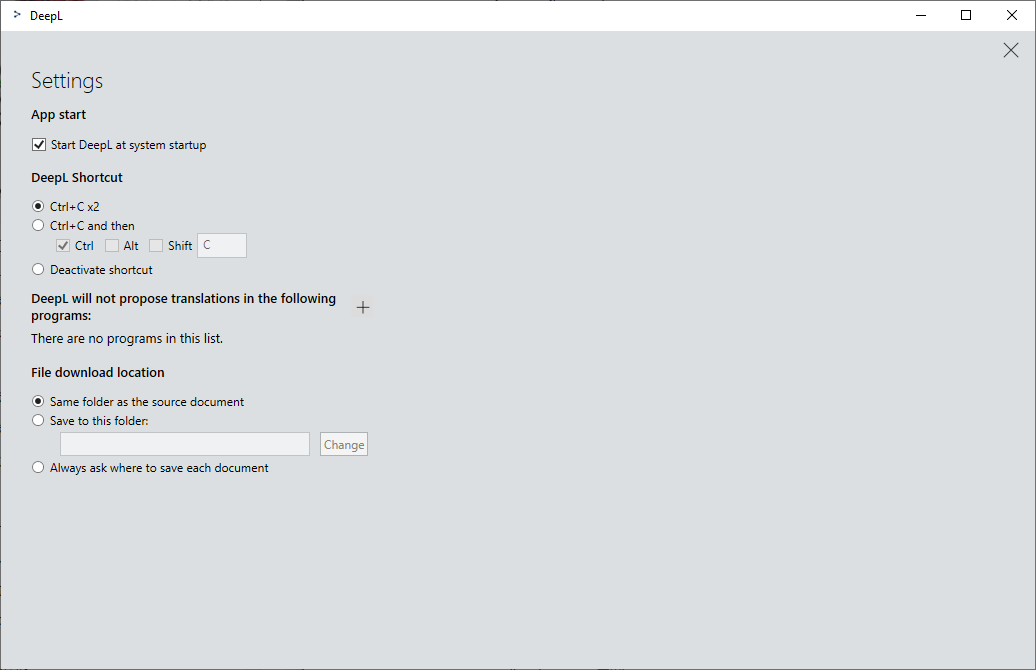 DeepL
Settings
App start
Start DeepL at system startup
DeepL Shortcut
Ctrl+C x2
Ctrl+C and then
Ctrl Alt Shift C
Deactivate shortcut
DeepL will not propose translations in the following
programs:
There are no programs in this list.
File download location
Same folder as the source document
Save to this folder:
Change
Always ask where to save each document